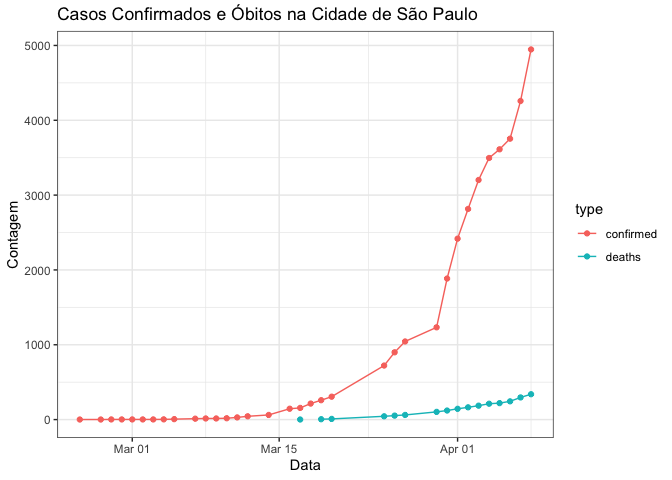 Casos Confirmados e Óbitos na Cidade de São Paulo
5000
4000
3000
2000
1000
0
Contagem
Mar 01
Mar 15
Apr 01
Data
type
confirmed
deaths